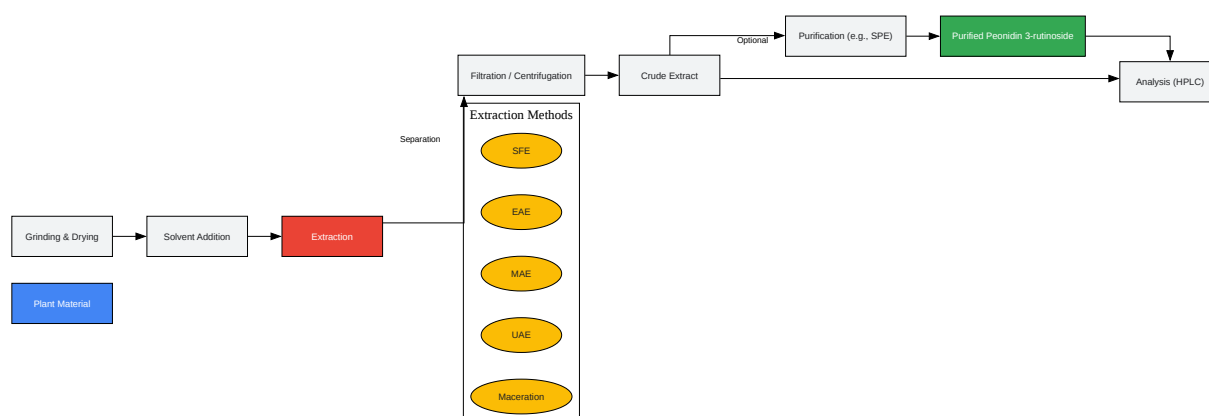 Optional
Purification (e.g., SPE)
Purified Peonidin 3-rutinoside
Filtration / Centrifugation
Crude Extract
Analysis (HPLC)
Extraction Methods
Separation
SFE
EAE
Grinding & Drying
Solvent Addition
Extraction
MAE
Plant Material
UAE
Maceration